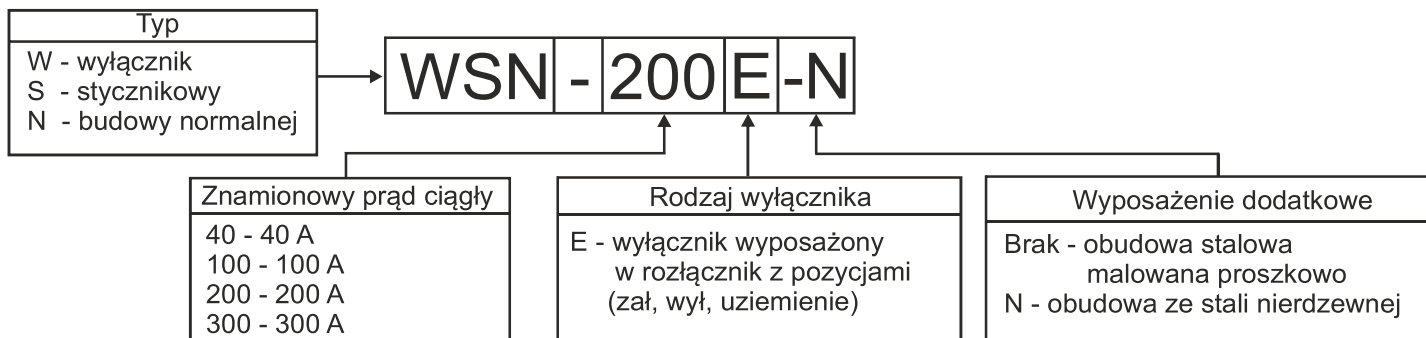 Typ
W - wyłącznik
S - stycznikowy
N - budowy normalnej
WSN - 200 E -N
Znamionowy prąd ciągły
40 - 40 A
100 - 100 A
200 - 200 A
300 - 300 A
Rodzaj wyłącznika
E - wyłącznik wyposażony
w rozłącznik z pozycjami
(zał, wył, uziemienie)
Wyposażenie dodatkowe
Brak - obudowa stalowa
malowana proszkowo
N - obudowa ze stali nierdzewnej